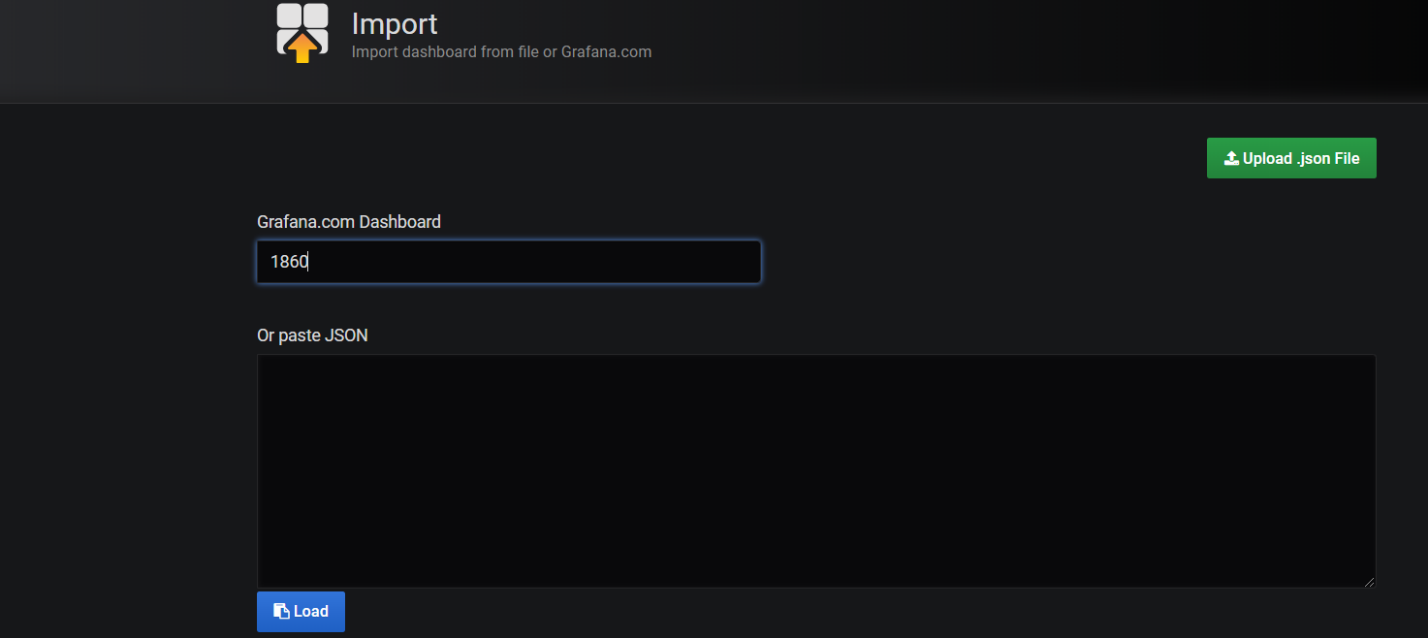 Import
Import dashboard from file or Grafana.com
Upload .json File
Grafana.com Dashboard
1860
Or paste JSON
Load